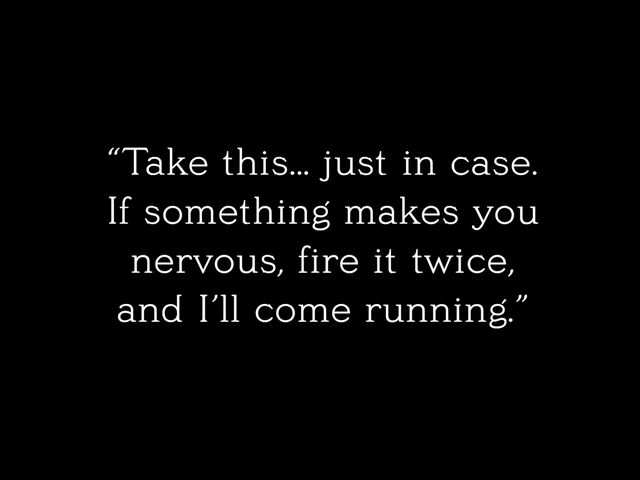 “Take this... just in case.
If something makes you
nervous, fire it twice,
and I’ll come running.”